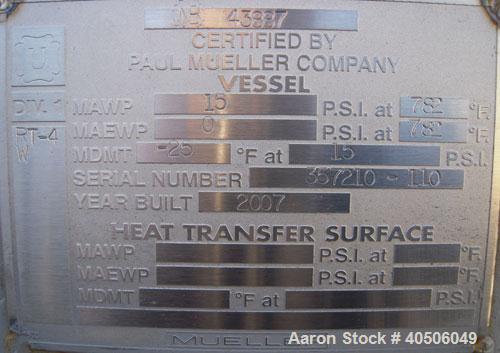 NB 43997
CERTIFIED BY
PAUL MUELLER COMPANY
VESSEL
DIV. 1 MAWP 15 P.S.I. at 782 °F.
RT-4 MAEWP 0 P.S.I. at 782 °F.
W MDMT -25 °F at 15 P.S.I.
SERIAL NUMBER 357210 - 110
YEAR BUILT 2007
HEAT TRANSFER SURFACE
MAWP P.S.I. at °F.
MAEWP P.S.I. at °F.
MDMT °F at P.S.I.
MUELLER
Aaron Stock # 40506049